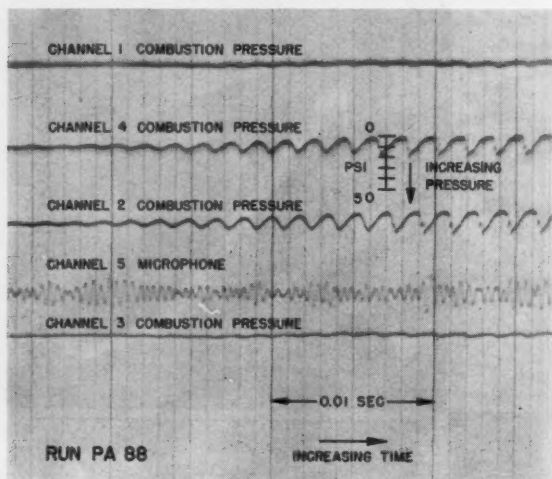 CHANNEL 1 COMBUSTION PRESSURE
CHANNEL 4 COMBUSTION PRESSURE
0
PSI
50
INCREASING
PRESSURE
CHANNEL 2 COMBUSTION PRESSURE
CHANNEL 5 MICROPHONE
CHANNEL 3 COMBUSTION PRESSURE
0.01 SEC
RUN PA 88
INCREASING TIME